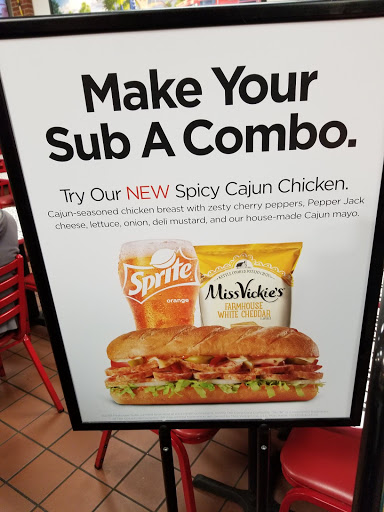 Make Your
Sub A Combo.
Try Our NEW Spicy Cajun Chicken.
Cajun-seasoned chicken breast with zesty cherry peppers, Pepper Jack
cheese, lettuce, onion, deli mustard, and our house-made Cajun mayo.
Sprite
orange
Miss Vickie's
FARMHOUSE
WHITE CHEDDAR